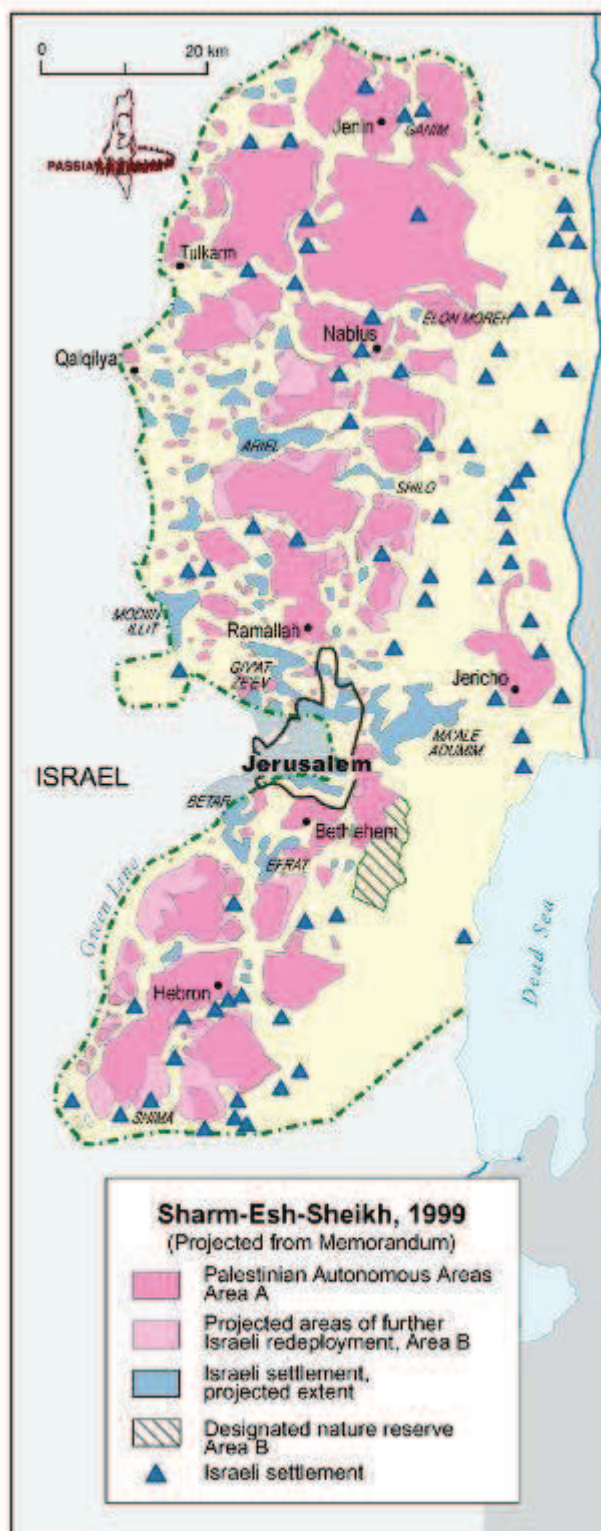 0 20 km
PASSIA
Jenin
GANIM
Tulkarm
ELON MOREH
Nablus
Qalqilya
ARIEL
SHILO
MODIIN
ILLIT
Ramallah
GIV'AT
ZE'EV
Jericho
MA'ALE
ADUMIM
Jerusalem
ISRAEL
BETAR
Bethlehem
EFRAT
Green Line
Dead Sea
Hebron
SHIMA
Sharm-Esh-Sheikh, 1999
(Projected from Memorandum)
Palestinian Autonomous Areas
Area A
Projected areas of further
Israeli redeployment, Area B
Israeli settlement,
projected extent
Designated nature reserve
Area B
Israeli settlement